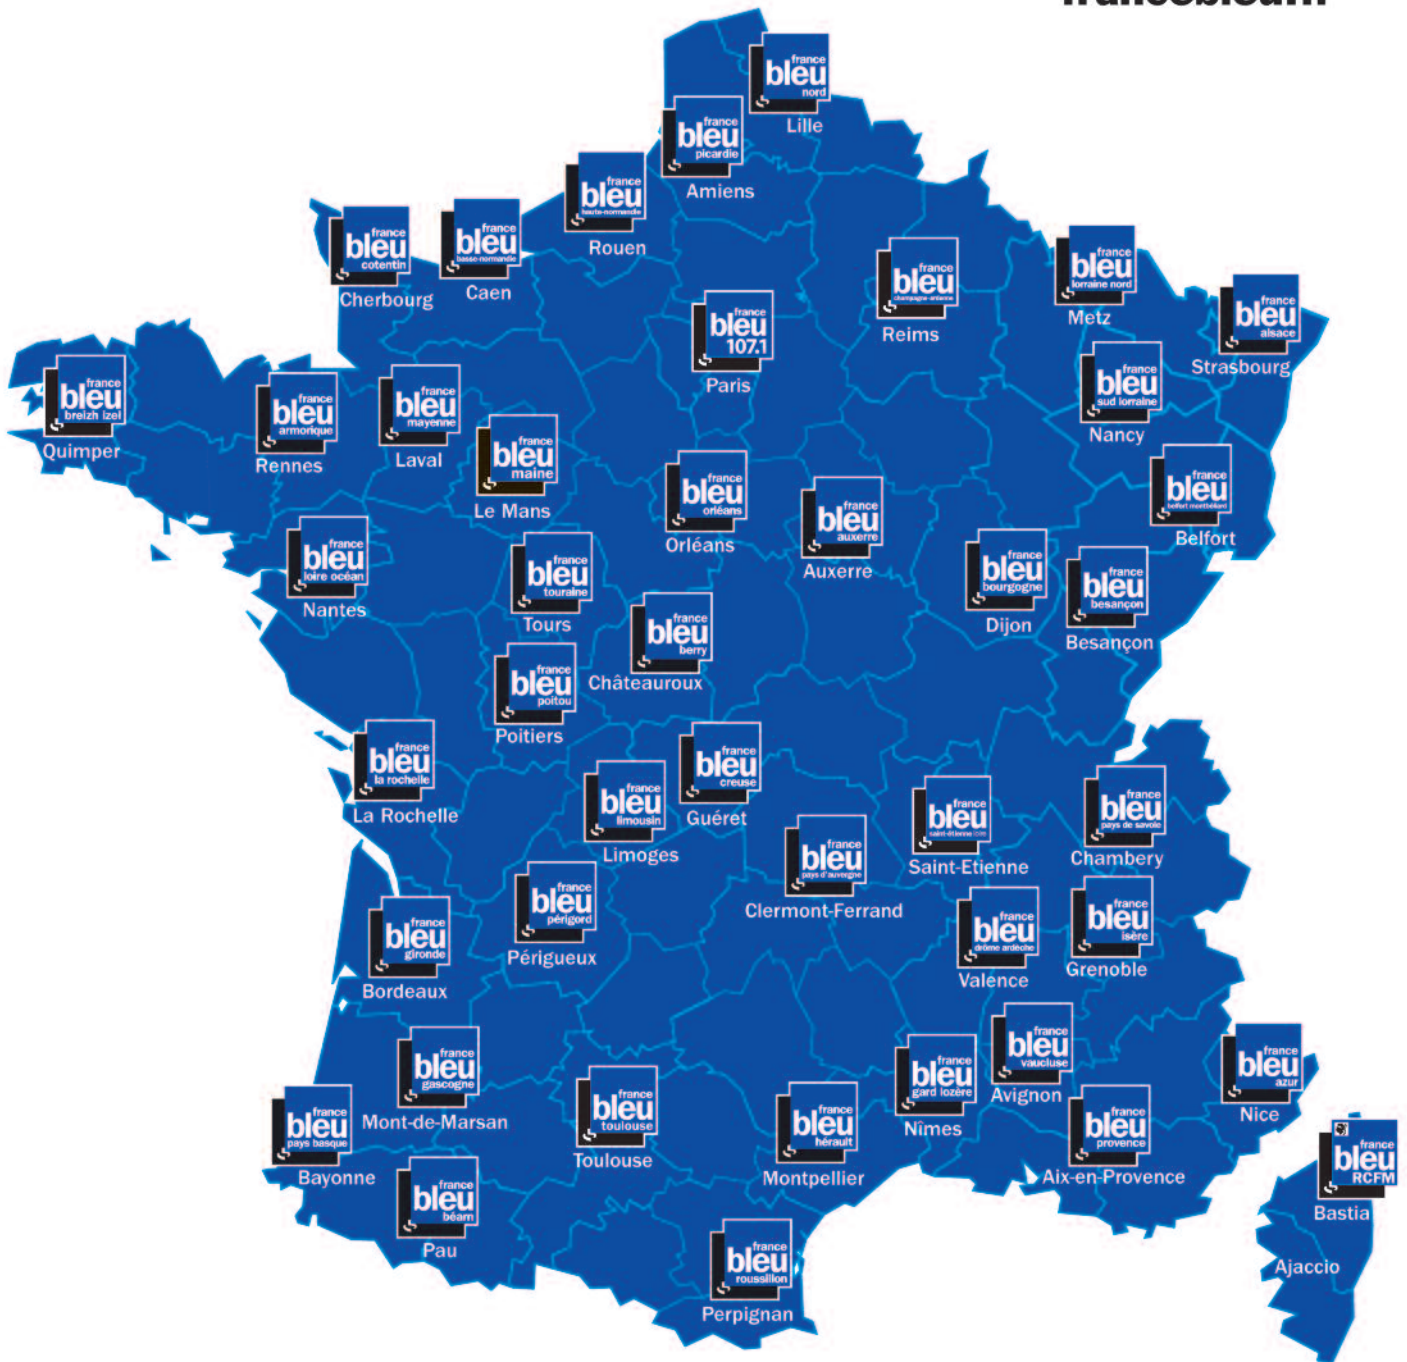 france
bleu
nord
Lille
france
bleu
picardie
Amiens
france
bleu
haute-normandie
Rouen
france
bleu
cotentin
Cherbourg
france
bleu
basse-normandie
Caen
france
bleu
champagne-ardenne
Reims
france
bleu
lorraine nord
Metz
france
bleu
alsace
Strasbourg
france
bleu
107.1
Paris
france
bleu
sud lorraine
Nancy
france
bleu
breizh izel
Quimper
france
bleu
armorique
Rennes
france
bleu
mayenne
Laval
france
bleu
maine
Le Mans
france
bleu
orléans
Orléans
france
bleu
auxerre
Auxerre
france
bleu
belfort montbéliard
Belfort
france
bleu
loire océan
Nantes
france
bleu
touraine
Tours
france
bleu
berry
Châteauroux
france
bleu
bourgogne
Dijon
france
bleu
besançon
Besançon
france
bleu
poitou
Poitiers
france
bleu
la rochelle
La Rochelle
france
bleu
limousin
Limoges
france
bleu
creuse
Guéret
france
bleu
saint-étienne loire
Saint-Etienne
france
bleu
pays de savoie
Chambery
france
bleu
pays d'auvergne
Clermont-Ferrand
france
bleu
périgord
Périgueux
france
bleu
gironde
Bordeaux
france
bleu
drôme ardèche
Valence
france
bleu
isère
Grenoble
france
bleu
gascogne
Mont-de-Marsan
france
bleu
toulouse
Toulouse
france
bleu
hérault
Montpellier
france
bleu
gard lozère
Nîmes
france
bleu
vaucluse
Avignon
france
bleu
azur
Nice
france
bleu
pays basque
Bayonne
france
bleu
provence
Aix-en-Provence
france
bleu
RCFM
Bastia
Ajaccio
france
bleu
béarn
Pau
france
bleu
roussillon
Perpignan